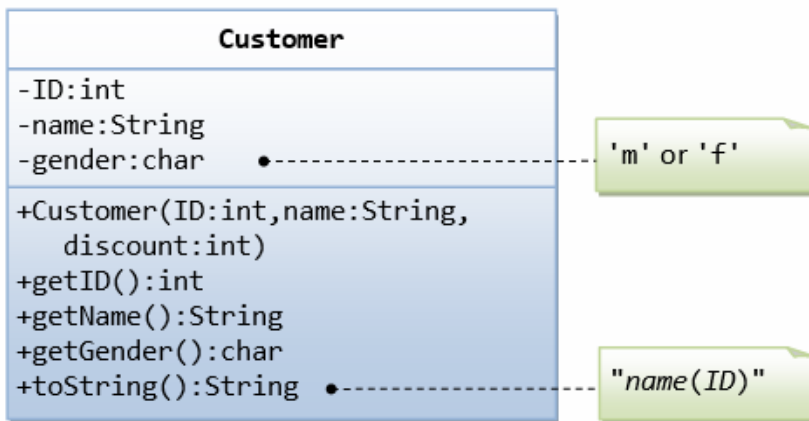 Customer
-ID:int
-name:String
-gender:char
'm' or 'f'
+Customer(ID:int,name:String,
discount:int)
+getID():int
+getName():String
+getGender():char
+toString():String
"name(ID)"